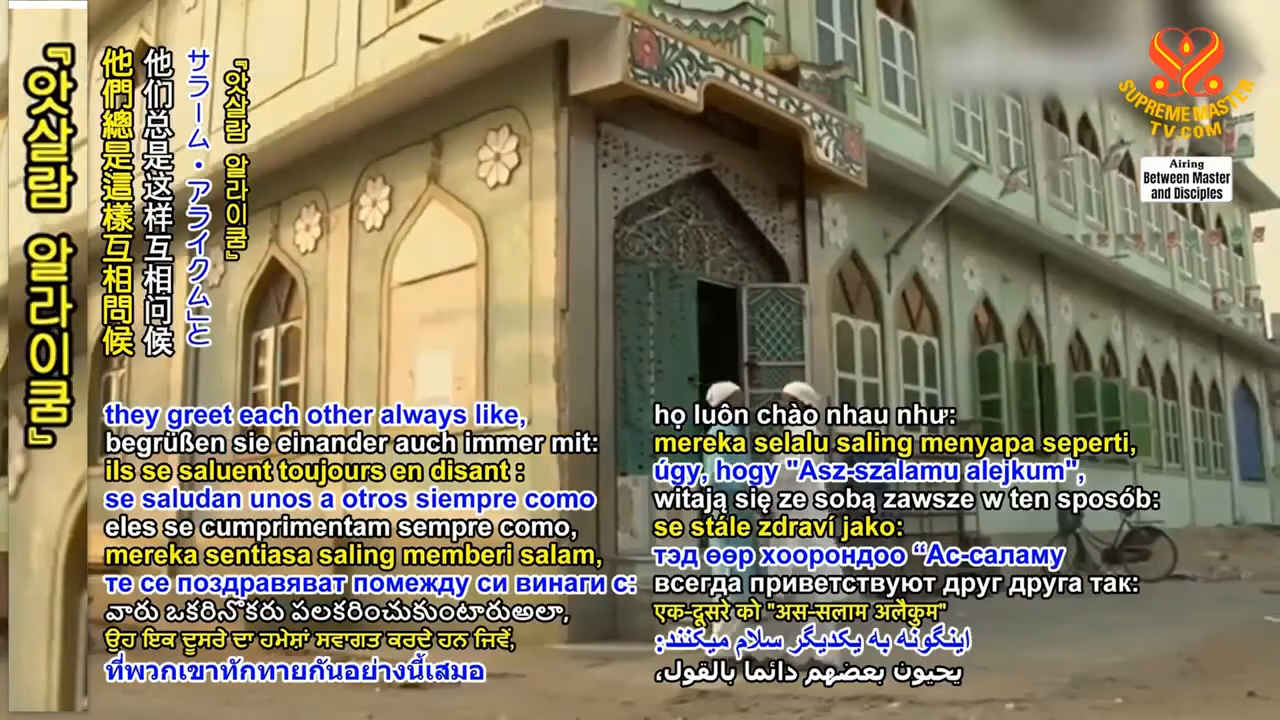 『앗살람 알라이쿰』
他們總是這樣互相問候
他们总是这样互相问候
サラーム・アライクム」と
『앗살람 알라이쿰』
they greet each other always like,
begrüßen sie einander auch immer mit:
ils se saluent toujours en disant :
se saludan unos a otros siempre como
eles se cumprimentam sempre como,
mereka sentiasa saling memberi salam,
те се поздравяват помежду си винаги с:
వారు ఒకరినొకరు పలకరించుకుంటారుఅలా,
ਉਹ ਇਕ ਦੂਸਰੇ ਦਾ ਹਮੇਸ਼ਾਂ ਸਵਾਗਤ ਕਰਦੇ ਹਨ ਜਿਵੇਂ,
ที่พวกเขาทักทายกันอย่างนี้เสมอ
họ luôn chào nhau như:
mereka selalu saling menyapa seperti,
úgy, hogy "Asz-szalamu alejkum",
witają się ze sobą zawsze w ten sposób:
se stále zdraví jako:
тэд өөр хоорондоо “Ас-саламу
всегда приветствуют друг друга так:
एक-दूसरे को "अस-सलाम अलैकुम"
اینگونه به یکدیگر سلام میکنند:
يحيون بعضهم دائما بالقول،
SUPREME MASTER
TV.COM
Airing
Between Master
and Disciples